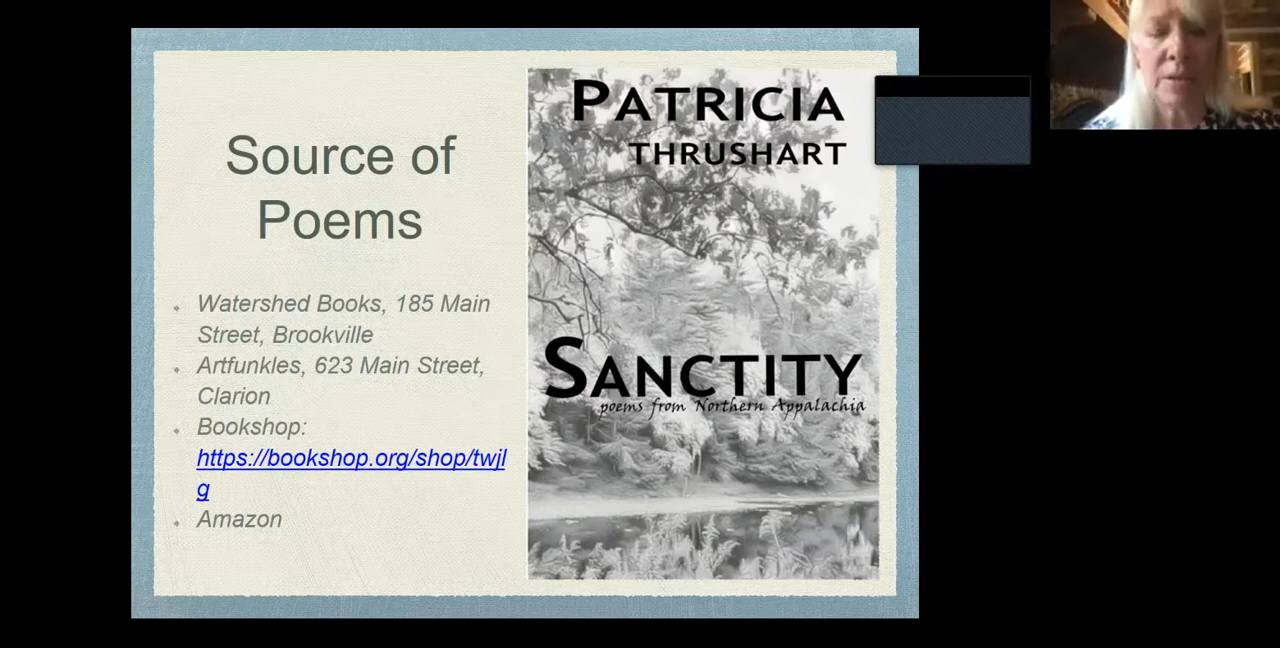 Source of
Poems
Watershed Books, 185 Main
Street, Brookville
Artfunkles, 623 Main Street,
Clarion
Bookshop:
https://bookshop.org/shop/twjl
g
Amazon
PATRICIA
THRUSHART
SANCTITY
poems from Northern Appalachia